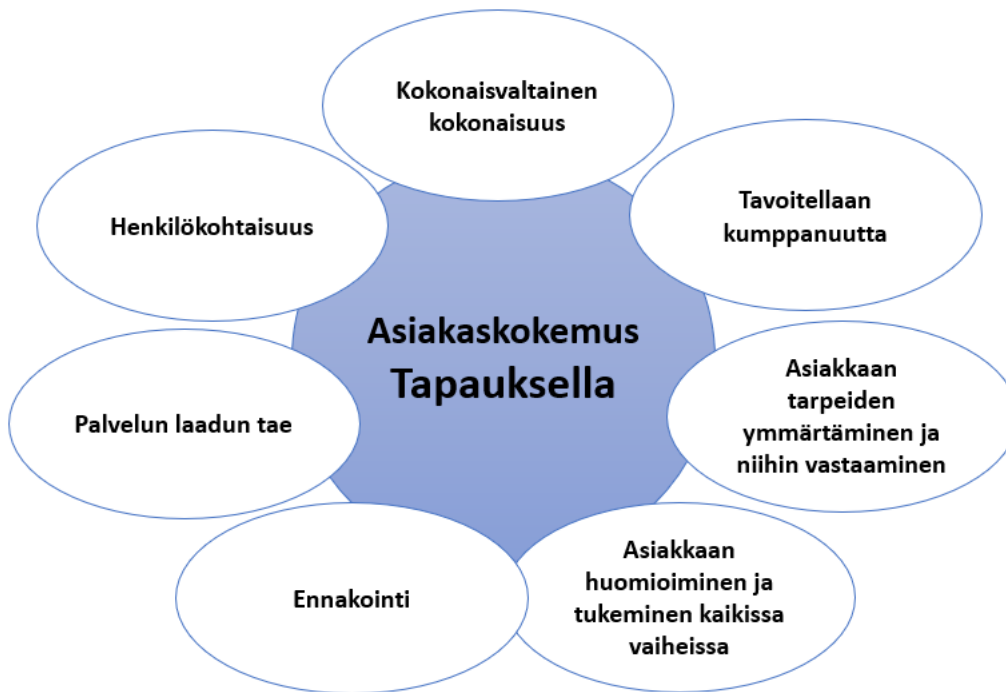 Kokonaisvaltainen
kokonaisuus
Tavoitellaan
kumppanuutta
Henkilökohtaisuus
Asiakaskokemus
Tapauksella
Asiakkaan
tarpeiden
ymmärtäminen ja
niihin vastaaminen
Palvelun laadun tae
Asiakkaan
huomioiminen ja
tukeminen kaikissa
vaiheissa
Ennakointi